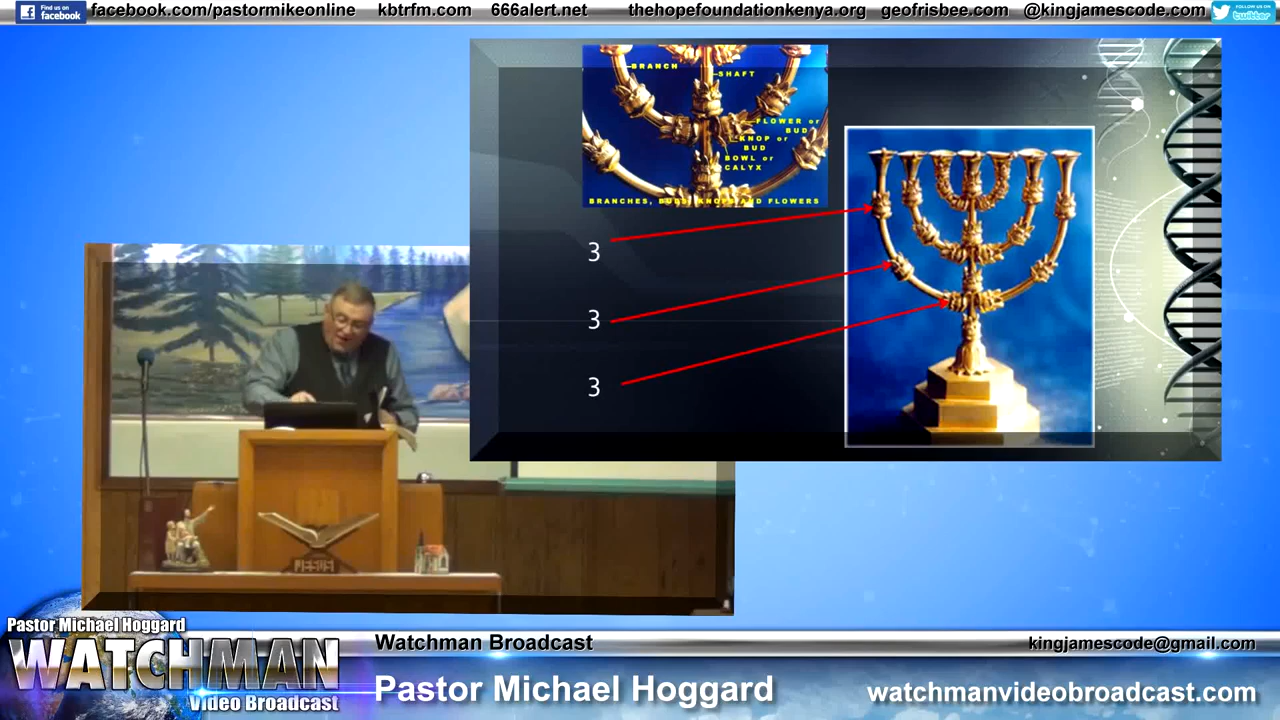 Find us on
facebook
facebook.com/pastormikeonline kbtrfm.com 666alert.net thehopefoundationkenya.org geofrisbee.com @kingjamescode.com
FOLLOW US ON
twitter
BRANCH
SHAFT
FLOWER or
BUD
KNOP or
BUD
BOWL or
CALYX
BRANCHES, BUDS, KNOPS AND FLOWERS
3
3
3
JESUS
Pastor Michael Hoggard
WATCHMAN
Video Broadcast
Watchman Broadcast
kingjamescode@gmail.com
Pastor Michael Hoggard
watchmanvideobroadcast.com